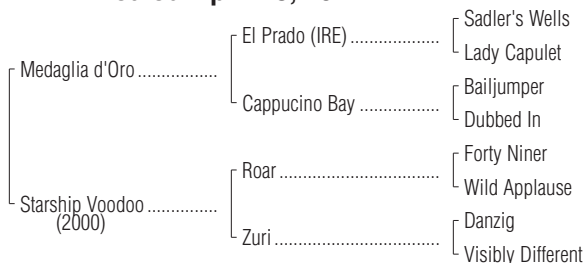 Sadler's Wells
El Prado (IRE) ....................
Lady Capulet
Medaglia d'Oro ..................
Bailjumper
Cappucino Bay ..................
Dubbed In
Forty Niner
Roar ....................................
Wild Applause
Starship Voodoo ................
(2000)
Danzig
Zuri .....................................
Visibly Different